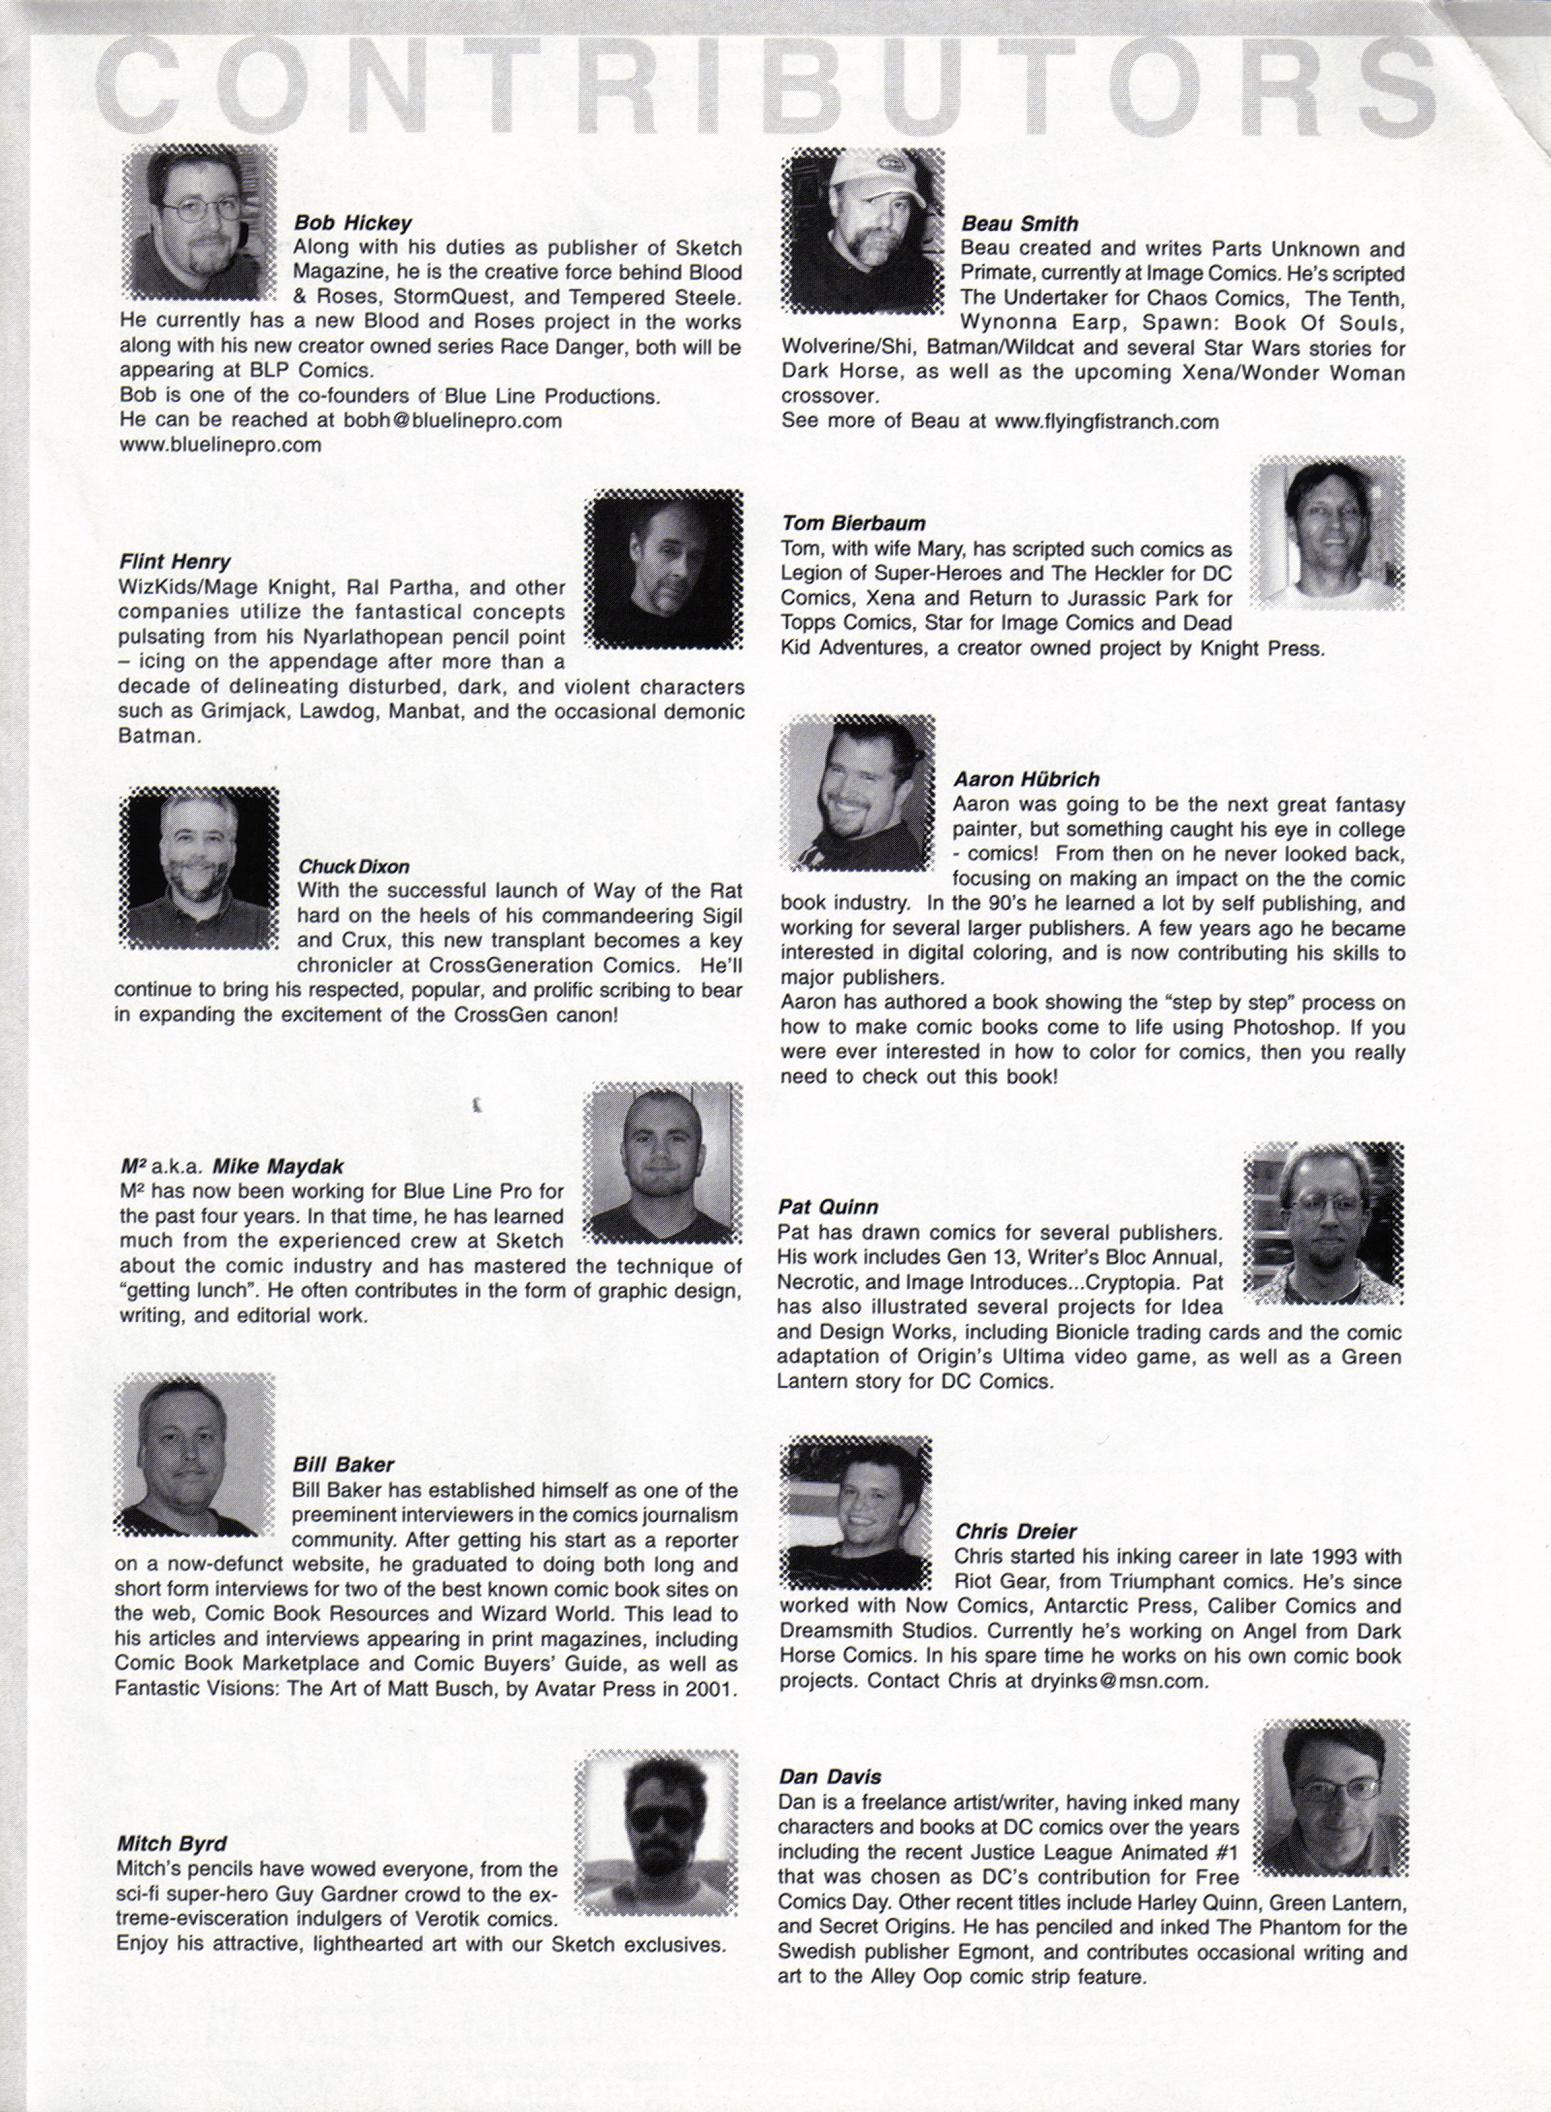 CONTRIBUTORS
Bob Hickey
Along with his duties as publisher of Sketch
Magazine, he is the creative force behind Blood
& Roses, StormQuest, and Tempered Steele.
He currently has a new Blood and Roses project in the works
along with his new creator owned series Race Danger, both will be
appearing at BLP Comics.
Bob is one of the co-founders of Blue Line Productions.
He can be reached at bobh@bluelinepro.com
www.bluelinepro.com
Flint Henry
WizKids/Mage Knight, Ral Partha, and other
companies utilize the fantastical concepts
pulsating from his Nyarlathopean pencil point
– icing on the appendage after more than a
decade of delineating disturbed, dark, and violent characters
such as Grimjack, Lawdog, Manbat, and the occasional demonic
Batman.
Chuck Dixon
With the successful launch of Way of the Rat
hard on the heels of his commandeering Sigil
and Crux, this new transplant becomes a key
chronicler at CrossGeneration Comics. He'll
continue to bring his respected, popular, and prolific scribing to bear
in expanding the excitement of the CrossGen canon!
M² a.k.a. Mike Maydak
M² has now been working for Blue Line Pro for
the past four years. In that time, he has learned
much from the experienced crew at Sketch
about the comic industry and has mastered the technique of
“getting lunch”. He often contributes in the form of graphic design,
writing, and editorial work.
Bill Baker
Bill Baker has established himself as one of the
preeminent interviewers in the comics journalism
community. After getting his start as a reporter
on a now-defunct website, he graduated to doing both long and
short form interviews for two of the best known comic book sites on
the web, Comic Book Resources and Wizard World. This lead to
his articles and interviews appearing in print magazines, including
Comic Book Marketplace and Comic Buyers' Guide, as well as
Fantastic Visions: The Art of Matt Busch, by Avatar Press in 2001.
Mitch Byrd
Mitch's pencils have wowed everyone, from the
sci-fi super-hero Guy Gardner crowd to the ex-
treme-evisceration indulgers of Verotik comics.
Enjoy his attractive, lighthearted art with our Sketch exclusives.
Beau Smith
Beau created and writes Parts Unknown and
Primate, currently at Image Comics. He's scripted
The Undertaker for Chaos Comics, The Tenth,
Wynonna Earp, Spawn: Book Of Souls,
Wolverine/Shi, Batman/Wildcat and several Star Wars stories for
Dark Horse, as well as the upcoming Xena/Wonder Woman
crossover.
See more of Beau at www.flyingfistranch.com
Tom Bierbaum
Tom, with wife Mary, has scripted such comics as
Legion of Super-Heroes and The Heckler for DC
Comics, Xena and Return to Jurassic Park for
Topps Comics, Star for Image Comics and Dead
Kid Adventures, a creator owned project by Knight Press.
Aaron Hübrich
Aaron was going to be the next great fantasy
painter, but something caught his eye in college
- comics! From then on he never looked back,
focusing on making an impact on the the comic
book industry. In the 90's he learned a lot by self publishing, and
working for several larger publishers. A few years ago he became
interested in digital coloring, and is now contributing his skills to
major publishers.
Aaron has authored a book showing the “step by step” process on
how to make comic books come to life using Photoshop. If you
were ever interested in how to color for comics, then you really
need to check out this book!
Pat Quinn
Pat has drawn comics for several publishers.
His work includes Gen 13, Writer's Bloc Annual,
Necrotic, and Image Introduces...Cryptopia. Pat
has also illustrated several projects for Idea
and Design Works, including Bionicle trading cards and the comic
adaptation of Origin's Ultima video game, as well as a Green
Lantern story for DC Comics.
Chris Dreier
Chris started his inking career in late 1993 with
Riot Gear, from Triumphant comics. He's since
worked with Now Comics, Antarctic Press, Caliber Comics and
Dreamsmith Studios. Currently he's working on Angel from Dark
Horse Comics. In his spare time he works on his own comic book
projects. Contact Chris at dryinks@msn.com.
Dan Davis
Dan is a freelance artist/writer, having inked many
characters and books at DC comics over the years
including the recent Justice League Animated #1
that was chosen as DC's contribution for Free
Comics Day. Other recent titles include Harley Quinn, Green Lantern,
and Secret Origins. He has penciled and inked The Phantom for the
Swedish publisher Egmont, and contributes occasional writing and
art to the Alley Oop comic strip feature.